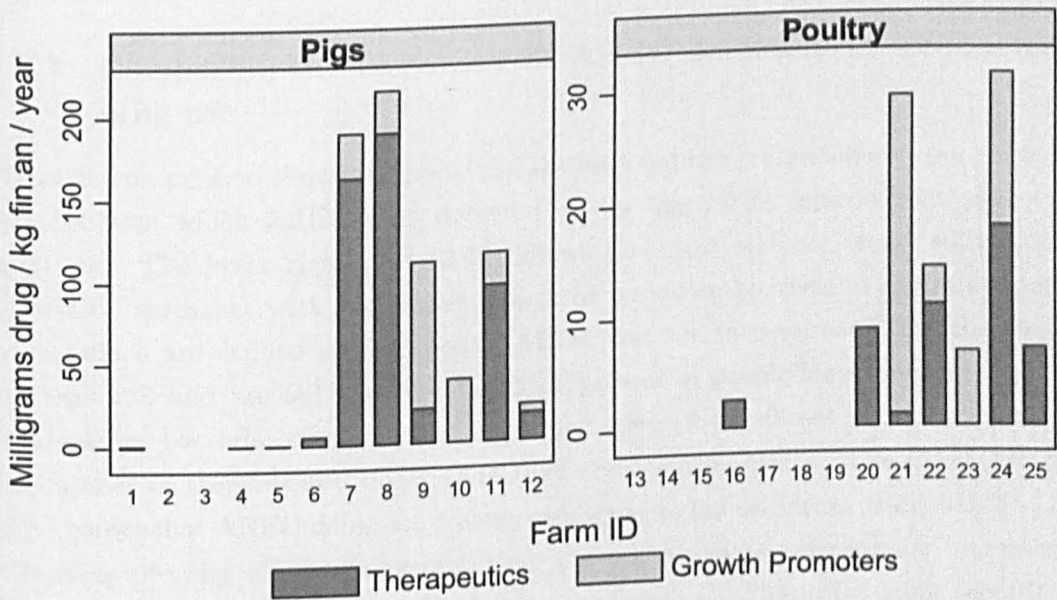 Pigs
Poultry
Milligrams drug / kg fin.an / year
0 50 100 150 200
0 10 20 30
1 2 3 4 5 6 7 8 9 10 11 12
13 14 15 16 17 18 19 20 21 22 23 24 25
Farm ID
Therapeutics
Growth Promoters